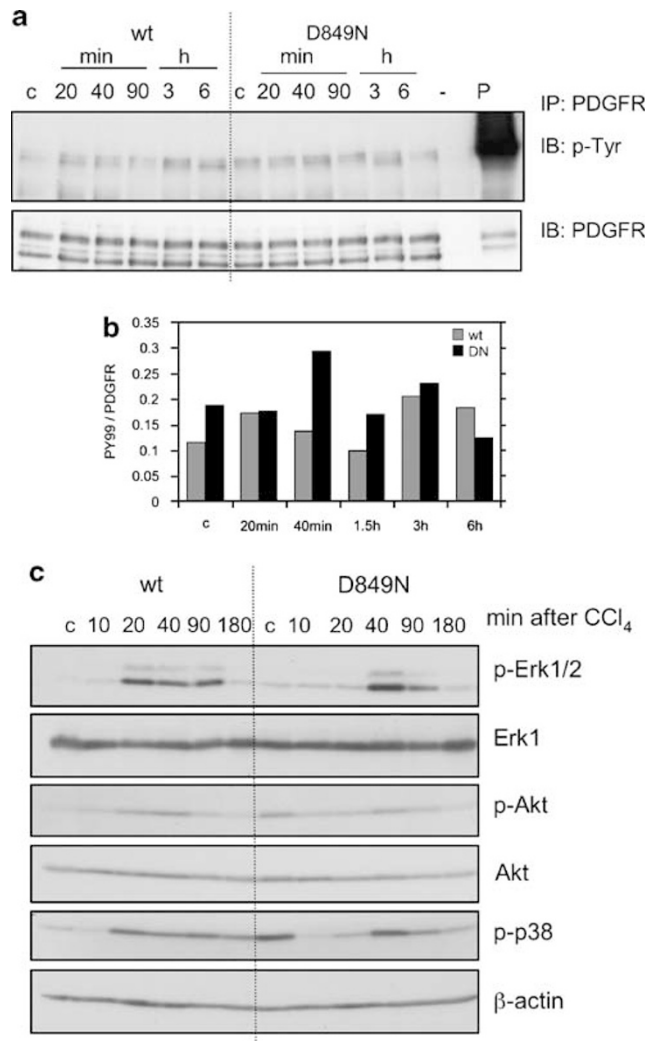 a
wt D849N
min h min h
c 20 40 90 3 6 c 20 40 90 3 6 - P
IP: PDGFR
IB: p-Tyr
IB: PDGFR
b
PY99 / PDGFR
0.35
0.3
0.25
0.2
0.15
0.1
0.05
0
wt
DN
c 20min 40min 1.5h 3h 6h
c
wt D849N
c 10 20 40 90 180 c 10 20 40 90 180 min after CCl₄
p-Erk1/2
Erk1
p-Akt
Akt
p-p38
β-actin